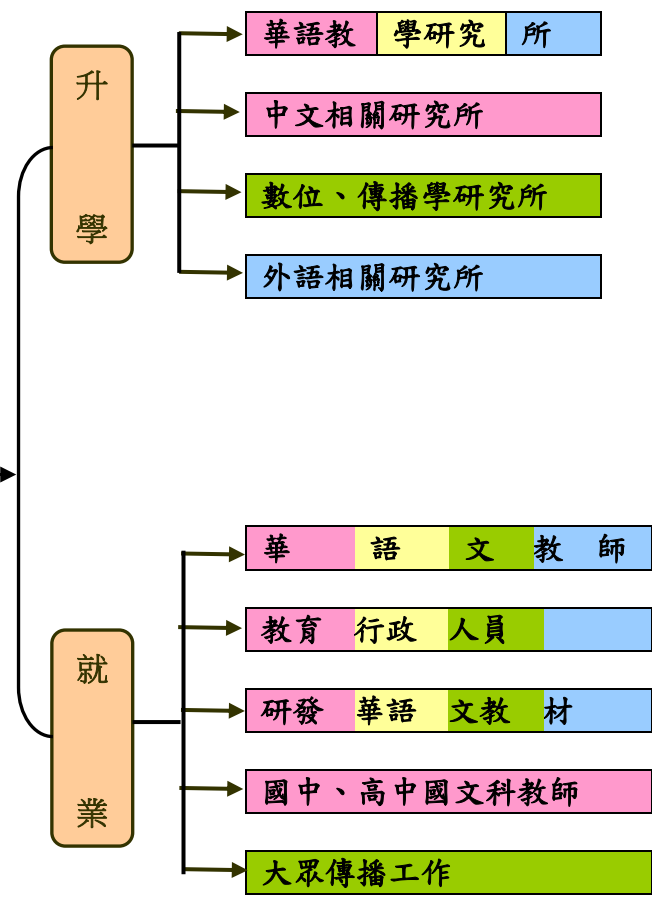 升學
華語教學研究所
中文相關研究所
數位、傳播學研究所
外語相關研究所
就業
華語文教師
教育行政人員
研發華語文教材
國中、高中國文科教師
大眾傳播工作